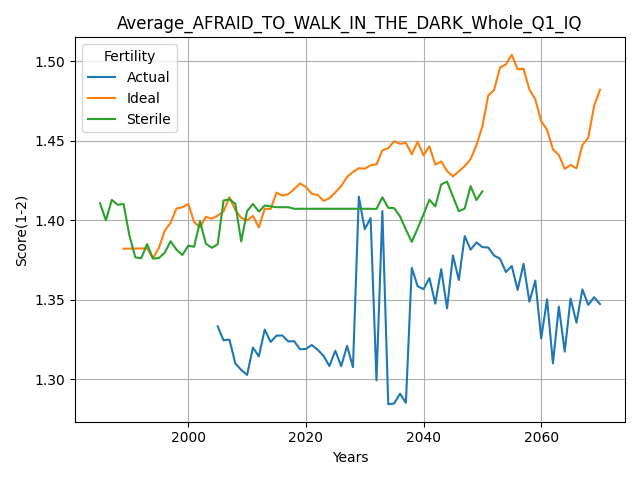 Average_AFRAID_TO_WALK_IN_THE_DARK_Whole_Q1_IQ
Fertility
Actual
Ideal
Sterile
Score(1-2)
1.50
1.45
1.40
1.35
1.30
2000 2020 2040 2060
Years